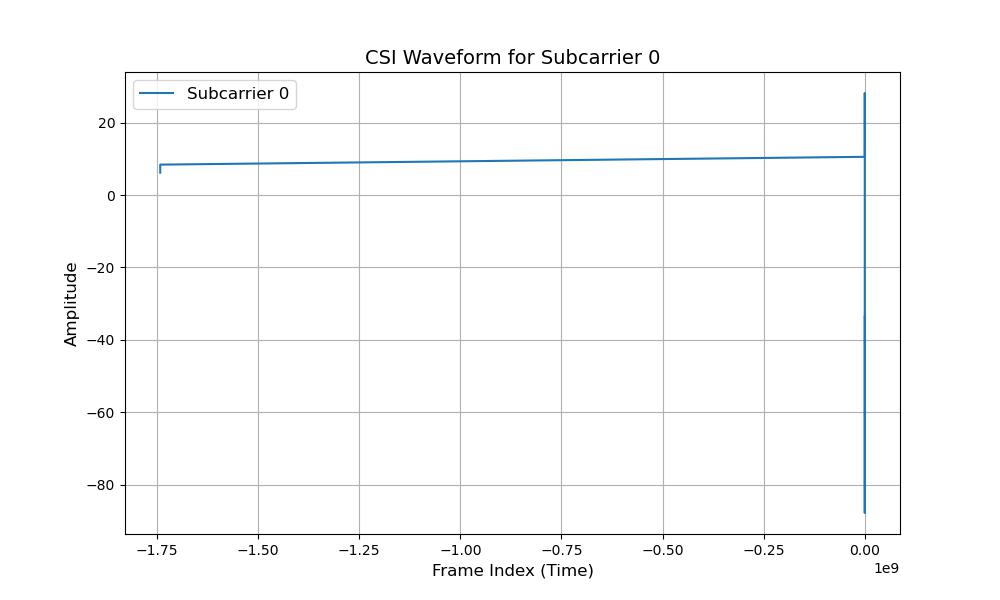 CSI Waveform for Subcarrier 0
Subcarrier 0
Amplitude
20
0
−20
−40
−60
−80
−1.75 −1.50 −1.25 −1.00 −0.75 −0.50 −0.25 0.00
1e9
Frame Index (Time)